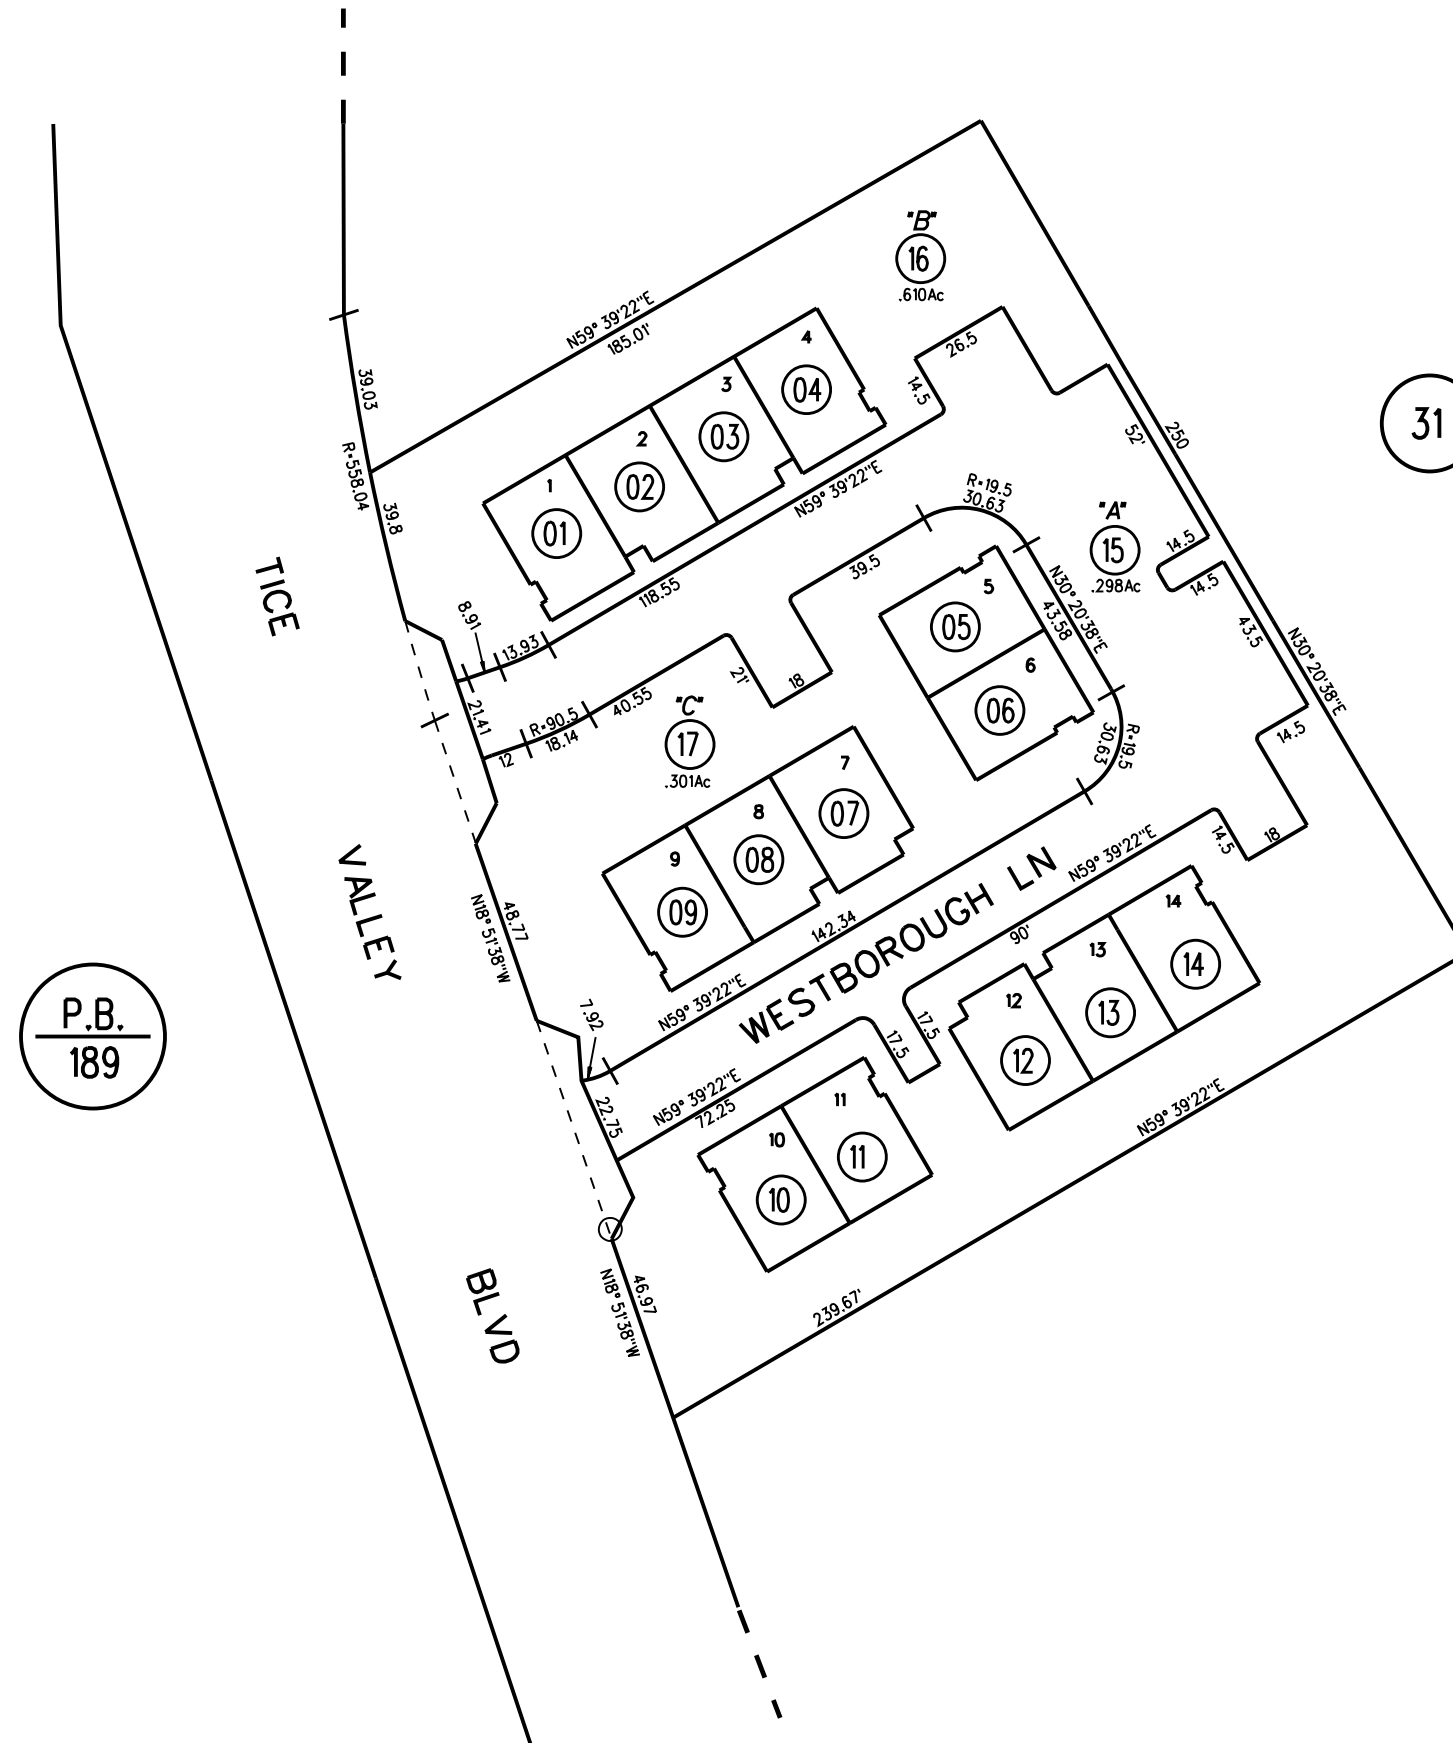 "B"
16
.610Ac
N59° 39'22"E
185.01'
4
04
3
03
2
02
1
01
26.5
14.5
39.03
R=558.04
39.8
250
52'
31
N59° 39'22"E
118.55
R=19.5
30.63
"A"
15
.298Ac
14.5
14.5
43.5
N30° 20'38"E
39.5
5
05
6
06
N30° 20'38"E
43.58
R=19.5
30.63
TICE
VALLEY
BLVD
8.91
13.93
21.41
12
R=90.5
18.14
40.55
21'
18
"C"
17
.301Ac
7
07
8
08
9
09
14.5
18
14.5
N59° 39'22"E
90'
142.34
N59° 39'22"E
WESTBOROUGH LN
48.77
N18° 51'38"W
7.92
22.75
N59° 39'22"E
72.25
17.5
17.5
14
14
13
13
12
12
11
11
10
10
P.B.
189
N59° 39'22"E
239.67'
46.97
N18° 51'38"W